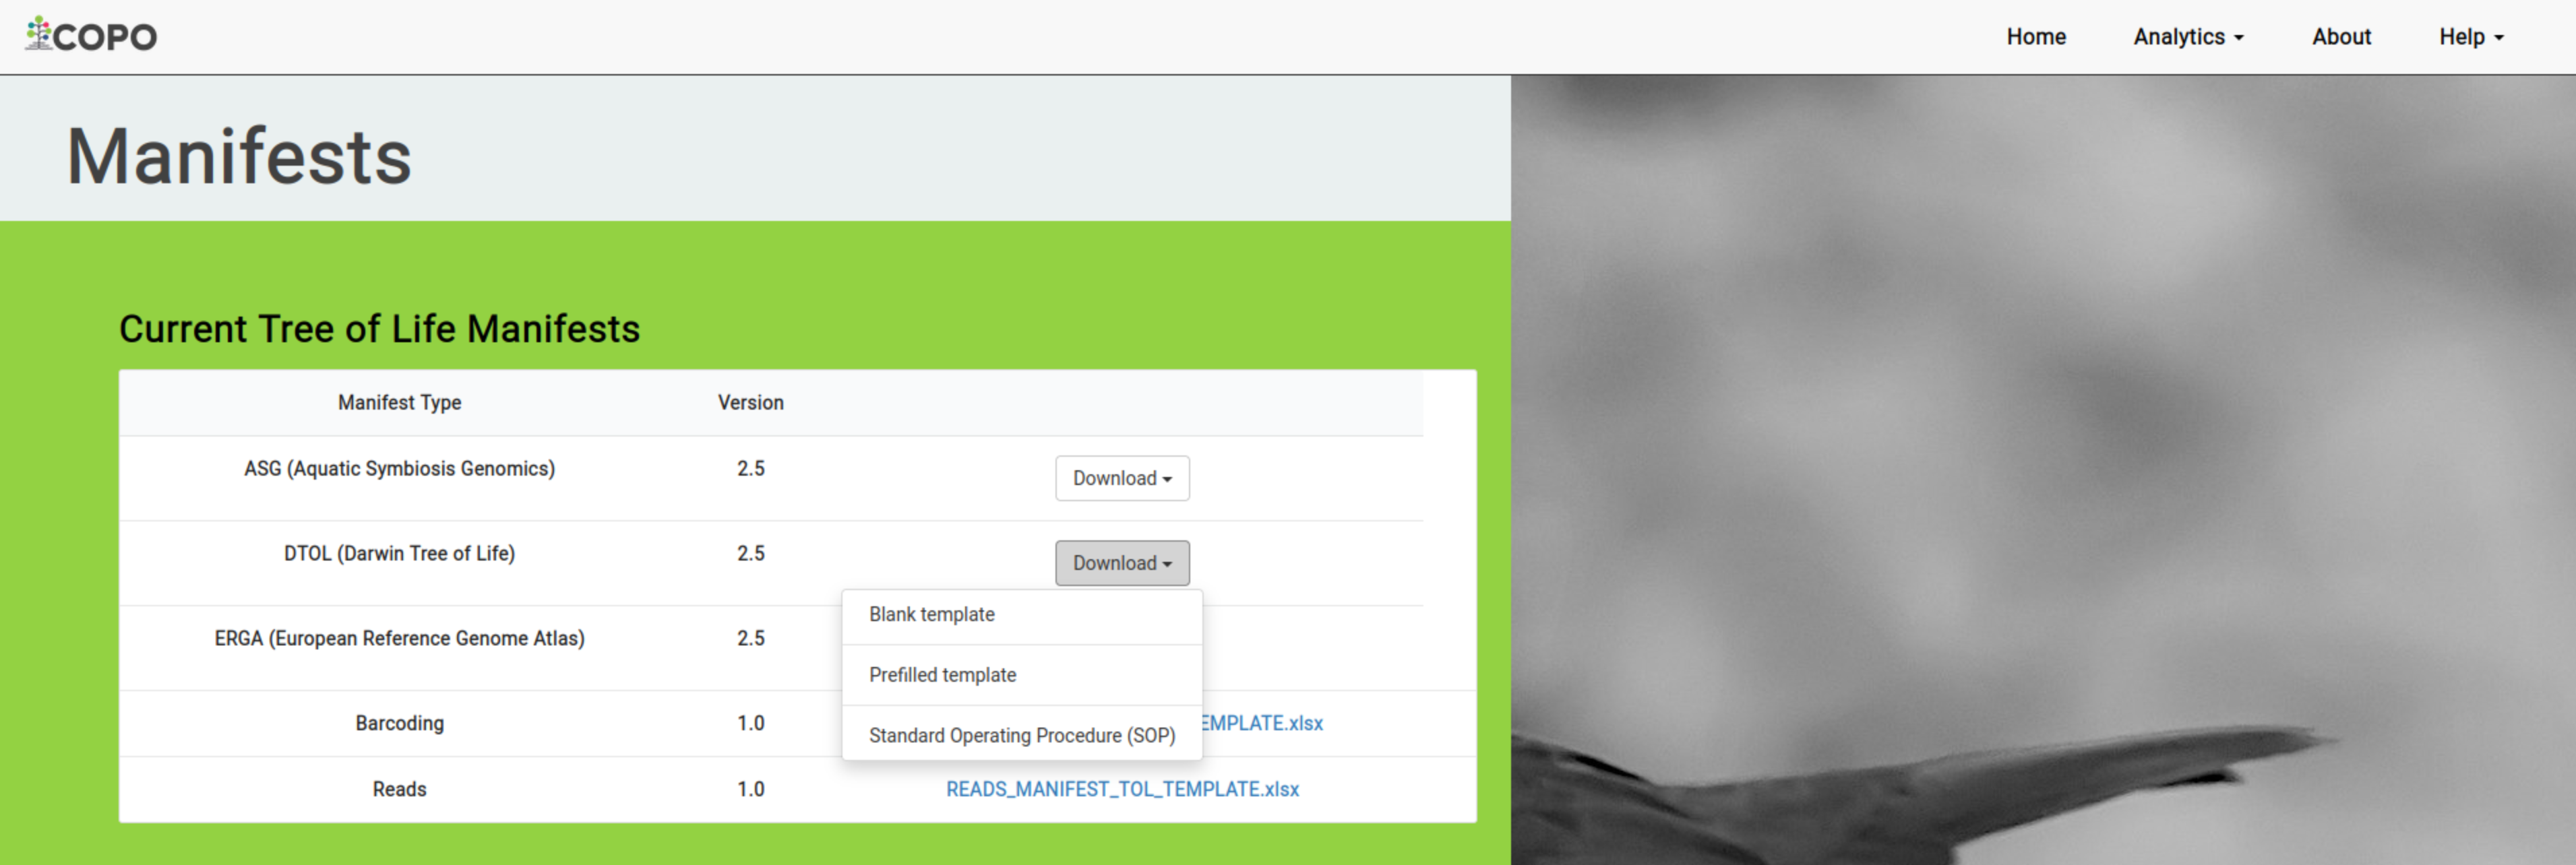 COPO
Home Analytics About Help
Manifests
Current Tree of Life Manifests
Manifest Type Version
ASG (Aquatic Symbiosis Genomics) 2.5 Download
DTOL (Darwin Tree of Life) 2.5 Download
Blank template
ERGA (European Reference Genome Atlas) 2.5
Prefilled template
Barcoding 1.0 EMPLATE.xlsx
Standard Operating Procedure (SOP)
Reads 1.0 READS_MANIFEST_TOL_TEMPLATE.xlsx